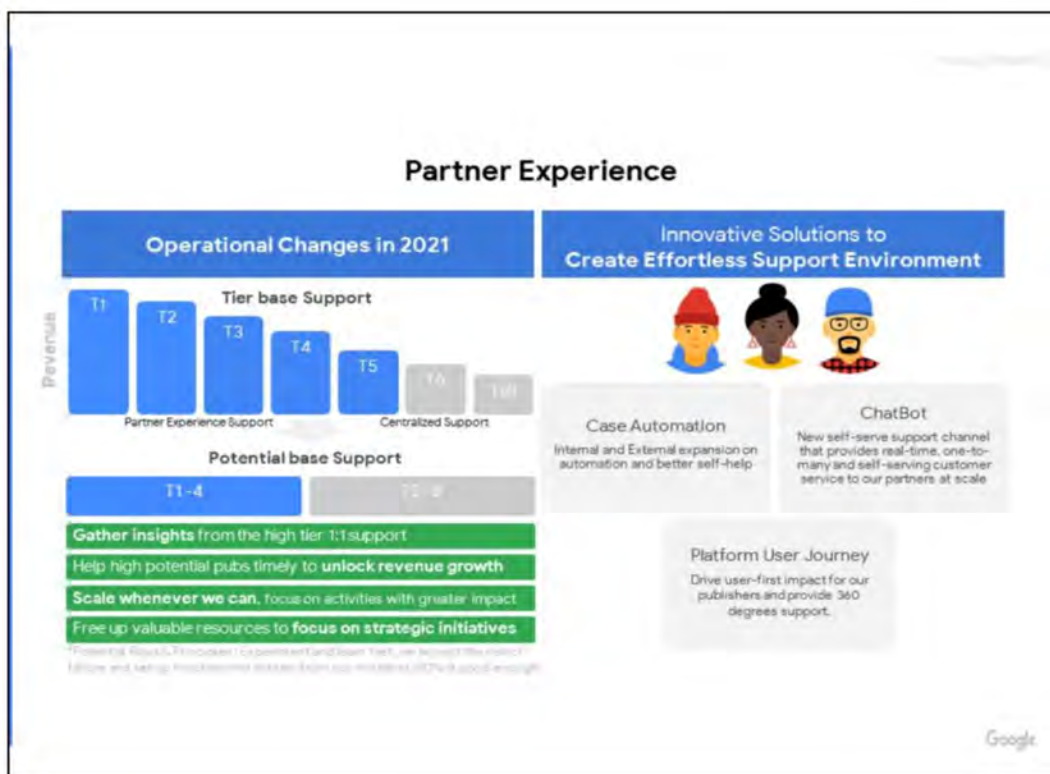 Partner Experience
Operational Changes in 2021
Revenue
Tier base Support
T1
T2
T3
T4
T5
T6
Partner Experience Support
Centralized Support
Potential base Support
T1-4
Gather insights from the high tier 1:1 support
Help high potential pubs timely to unlock revenue growth
Scale whenever we can, focus on activities with greater impact
Free up valuable resources to focus on strategic initiatives
Innovative Solutions to
Create Effortless Support Environment
Case Automation
Internal and External expansion on
automation and better self-help
ChatBot
New self-serve support channel
that provides real-time, one-to-
many and self-serving customer
service to our partners at scale
Platform User Journey
Drive user-first impact for our
publishers and provide 360
degrees support.
Google